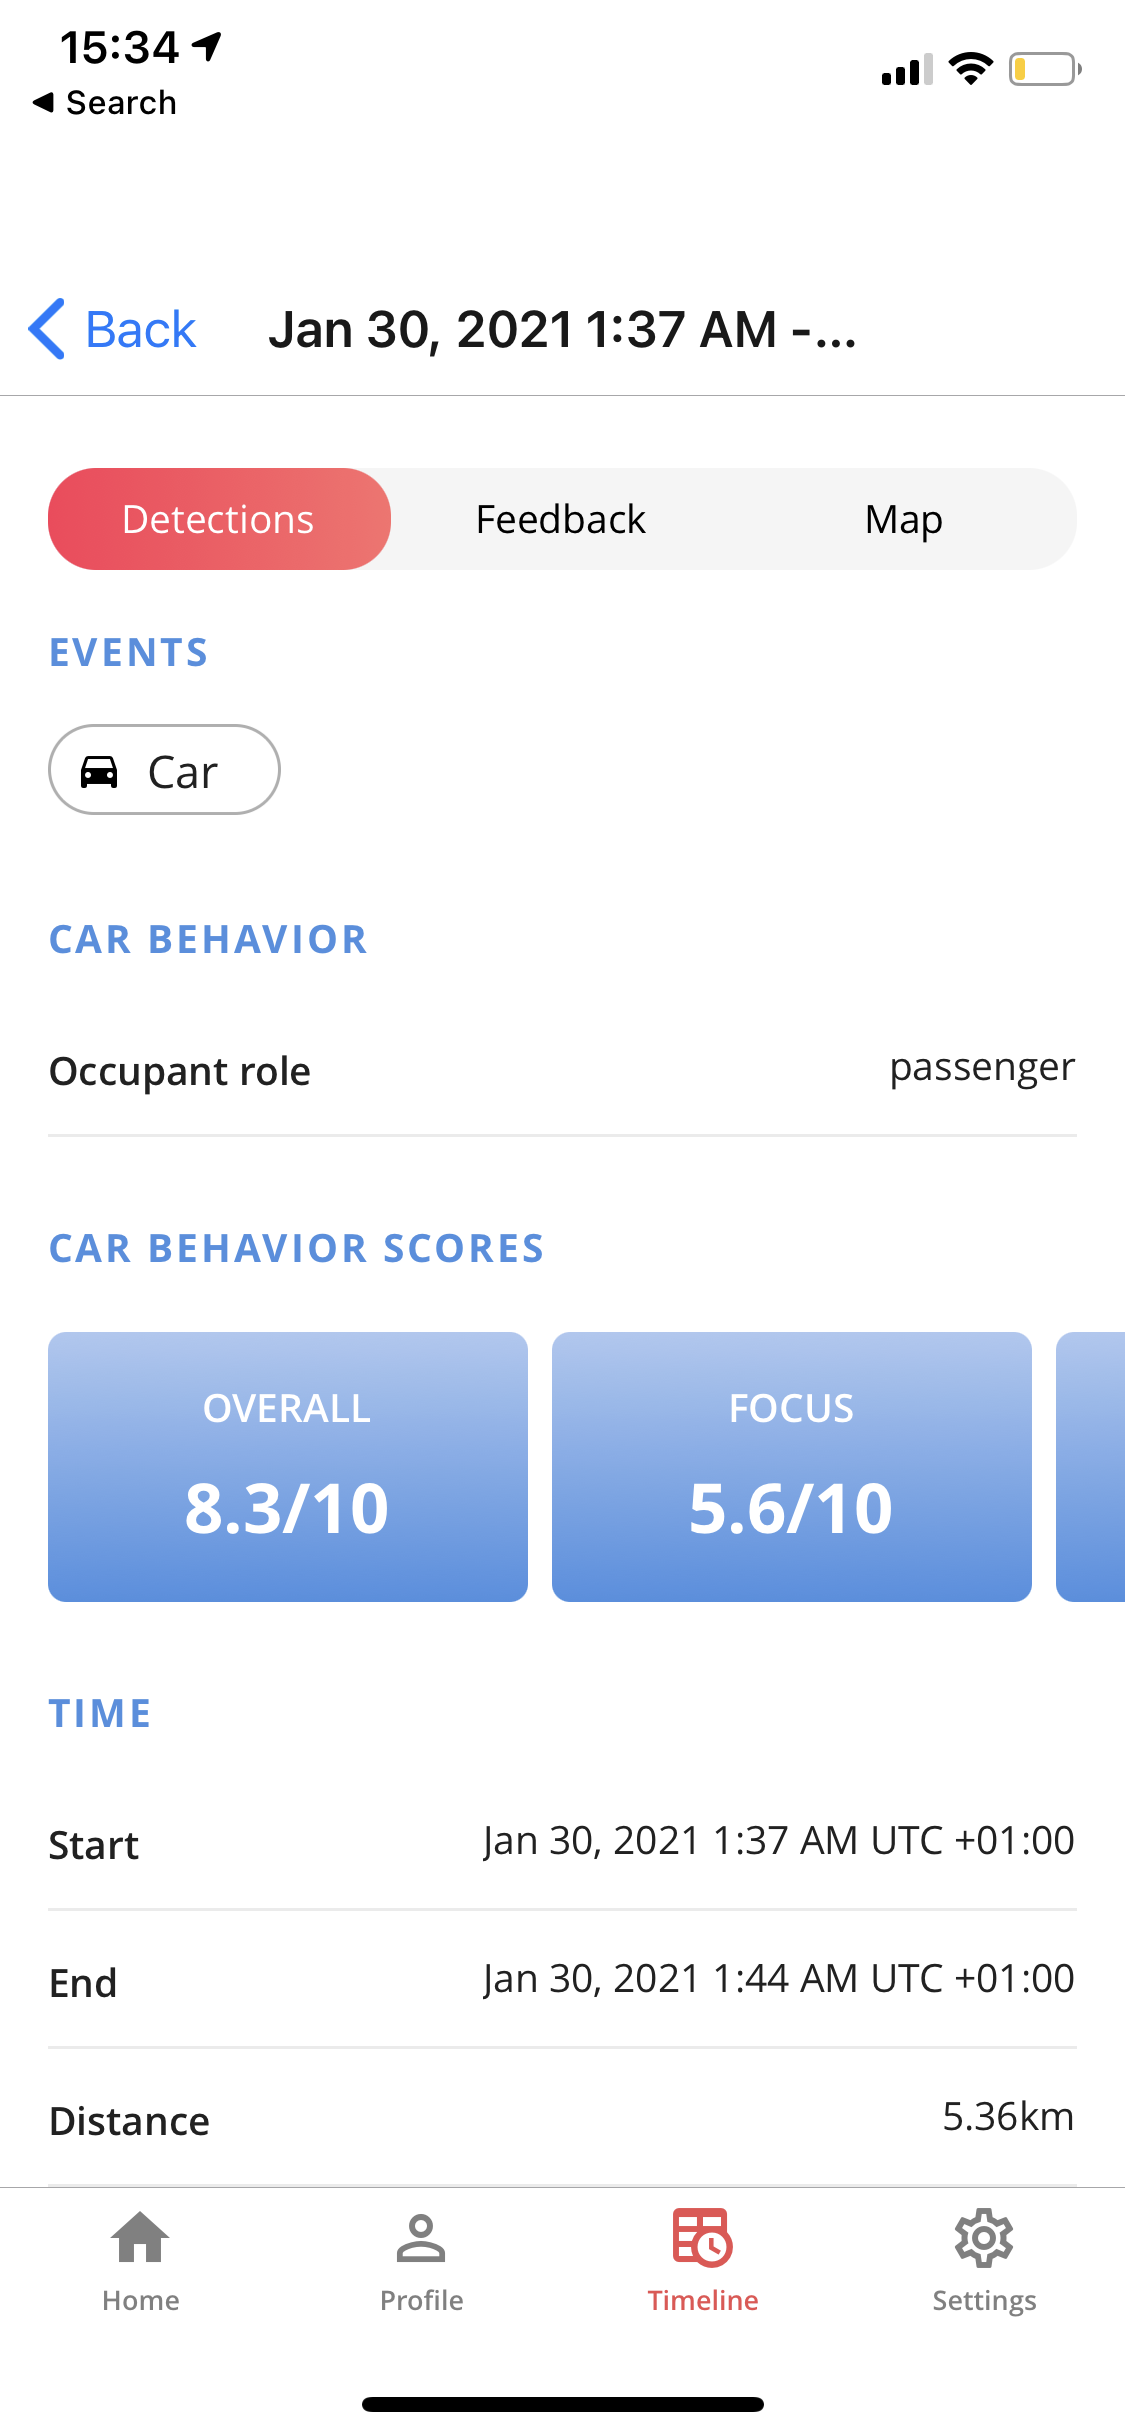 15:34
Search
Back
Jan 30, 2021 1:37 AM -...
Detections
Feedback
Map
EVENTS
Car
CAR BEHAVIOR
Occupant role
passenger
CAR BEHAVIOR SCORES
OVERALL
8.3/10
FOCUS
5.6/10
TIME
Start
Jan 30, 2021 1:37 AM UTC +01:00
End
Jan 30, 2021 1:44 AM UTC +01:00
Distance
5.36km
Home
Profile
Timeline
Settings